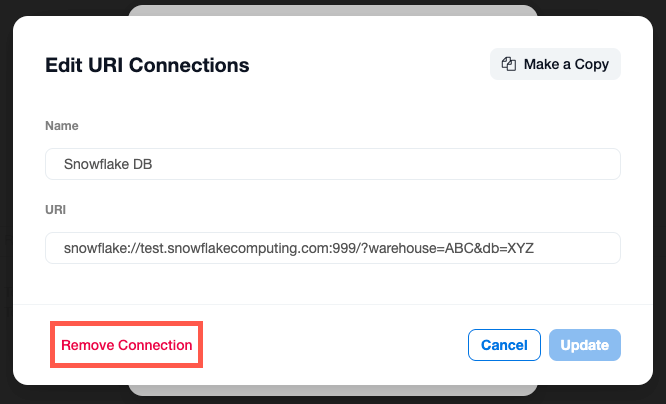 Edit URI Connections
Make a Copy
Name
Snowflake DB
URI
snowflake://test.snowflakecomputing.com:999/?warehouse=ABC&db=XYZ
Remove Connection
Cancel
Update